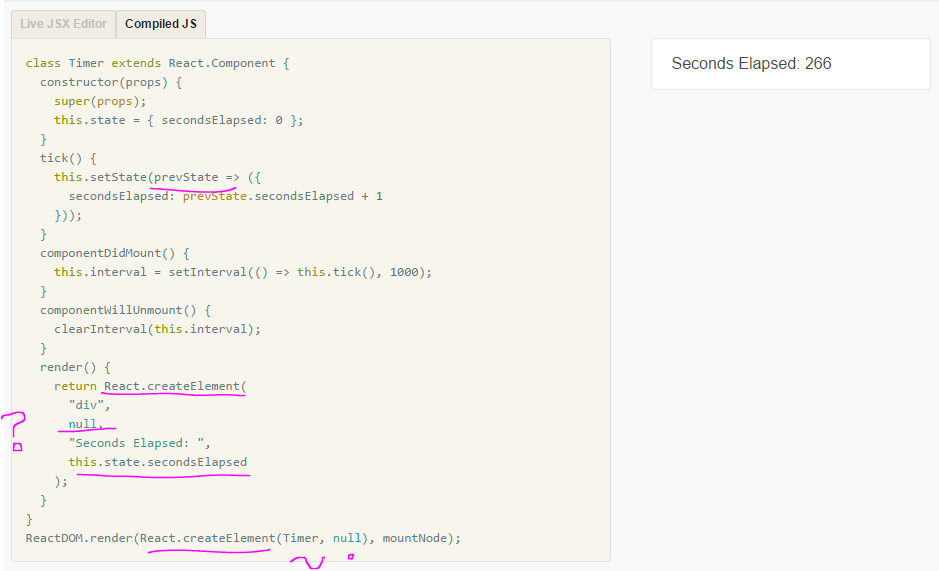 Live JSX Editor Compiled JS
class Timer extends React.Component {
  constructor(props) {
    super(props);
    this.state = { secondsElapsed: 0 };
  }
  tick() {
    this.setState(prevState => ({
      secondsElapsed: prevState.secondsElapsed + 1
    }));
  }
  componentDidMount() {
    this.interval = setInterval(() => this.tick(), 1000);
  }
  componentWillUnmount() {
    clearInterval(this.interval);
  }
  render() {
    return React.createElement(
      "div",
      null,
      "Seconds Elapsed: ",
      this.state.secondsElapsed
    );
  }
}
ReactDOM.render(React.createElement(Timer, null), mountNode);
?
Seconds Elapsed: 266